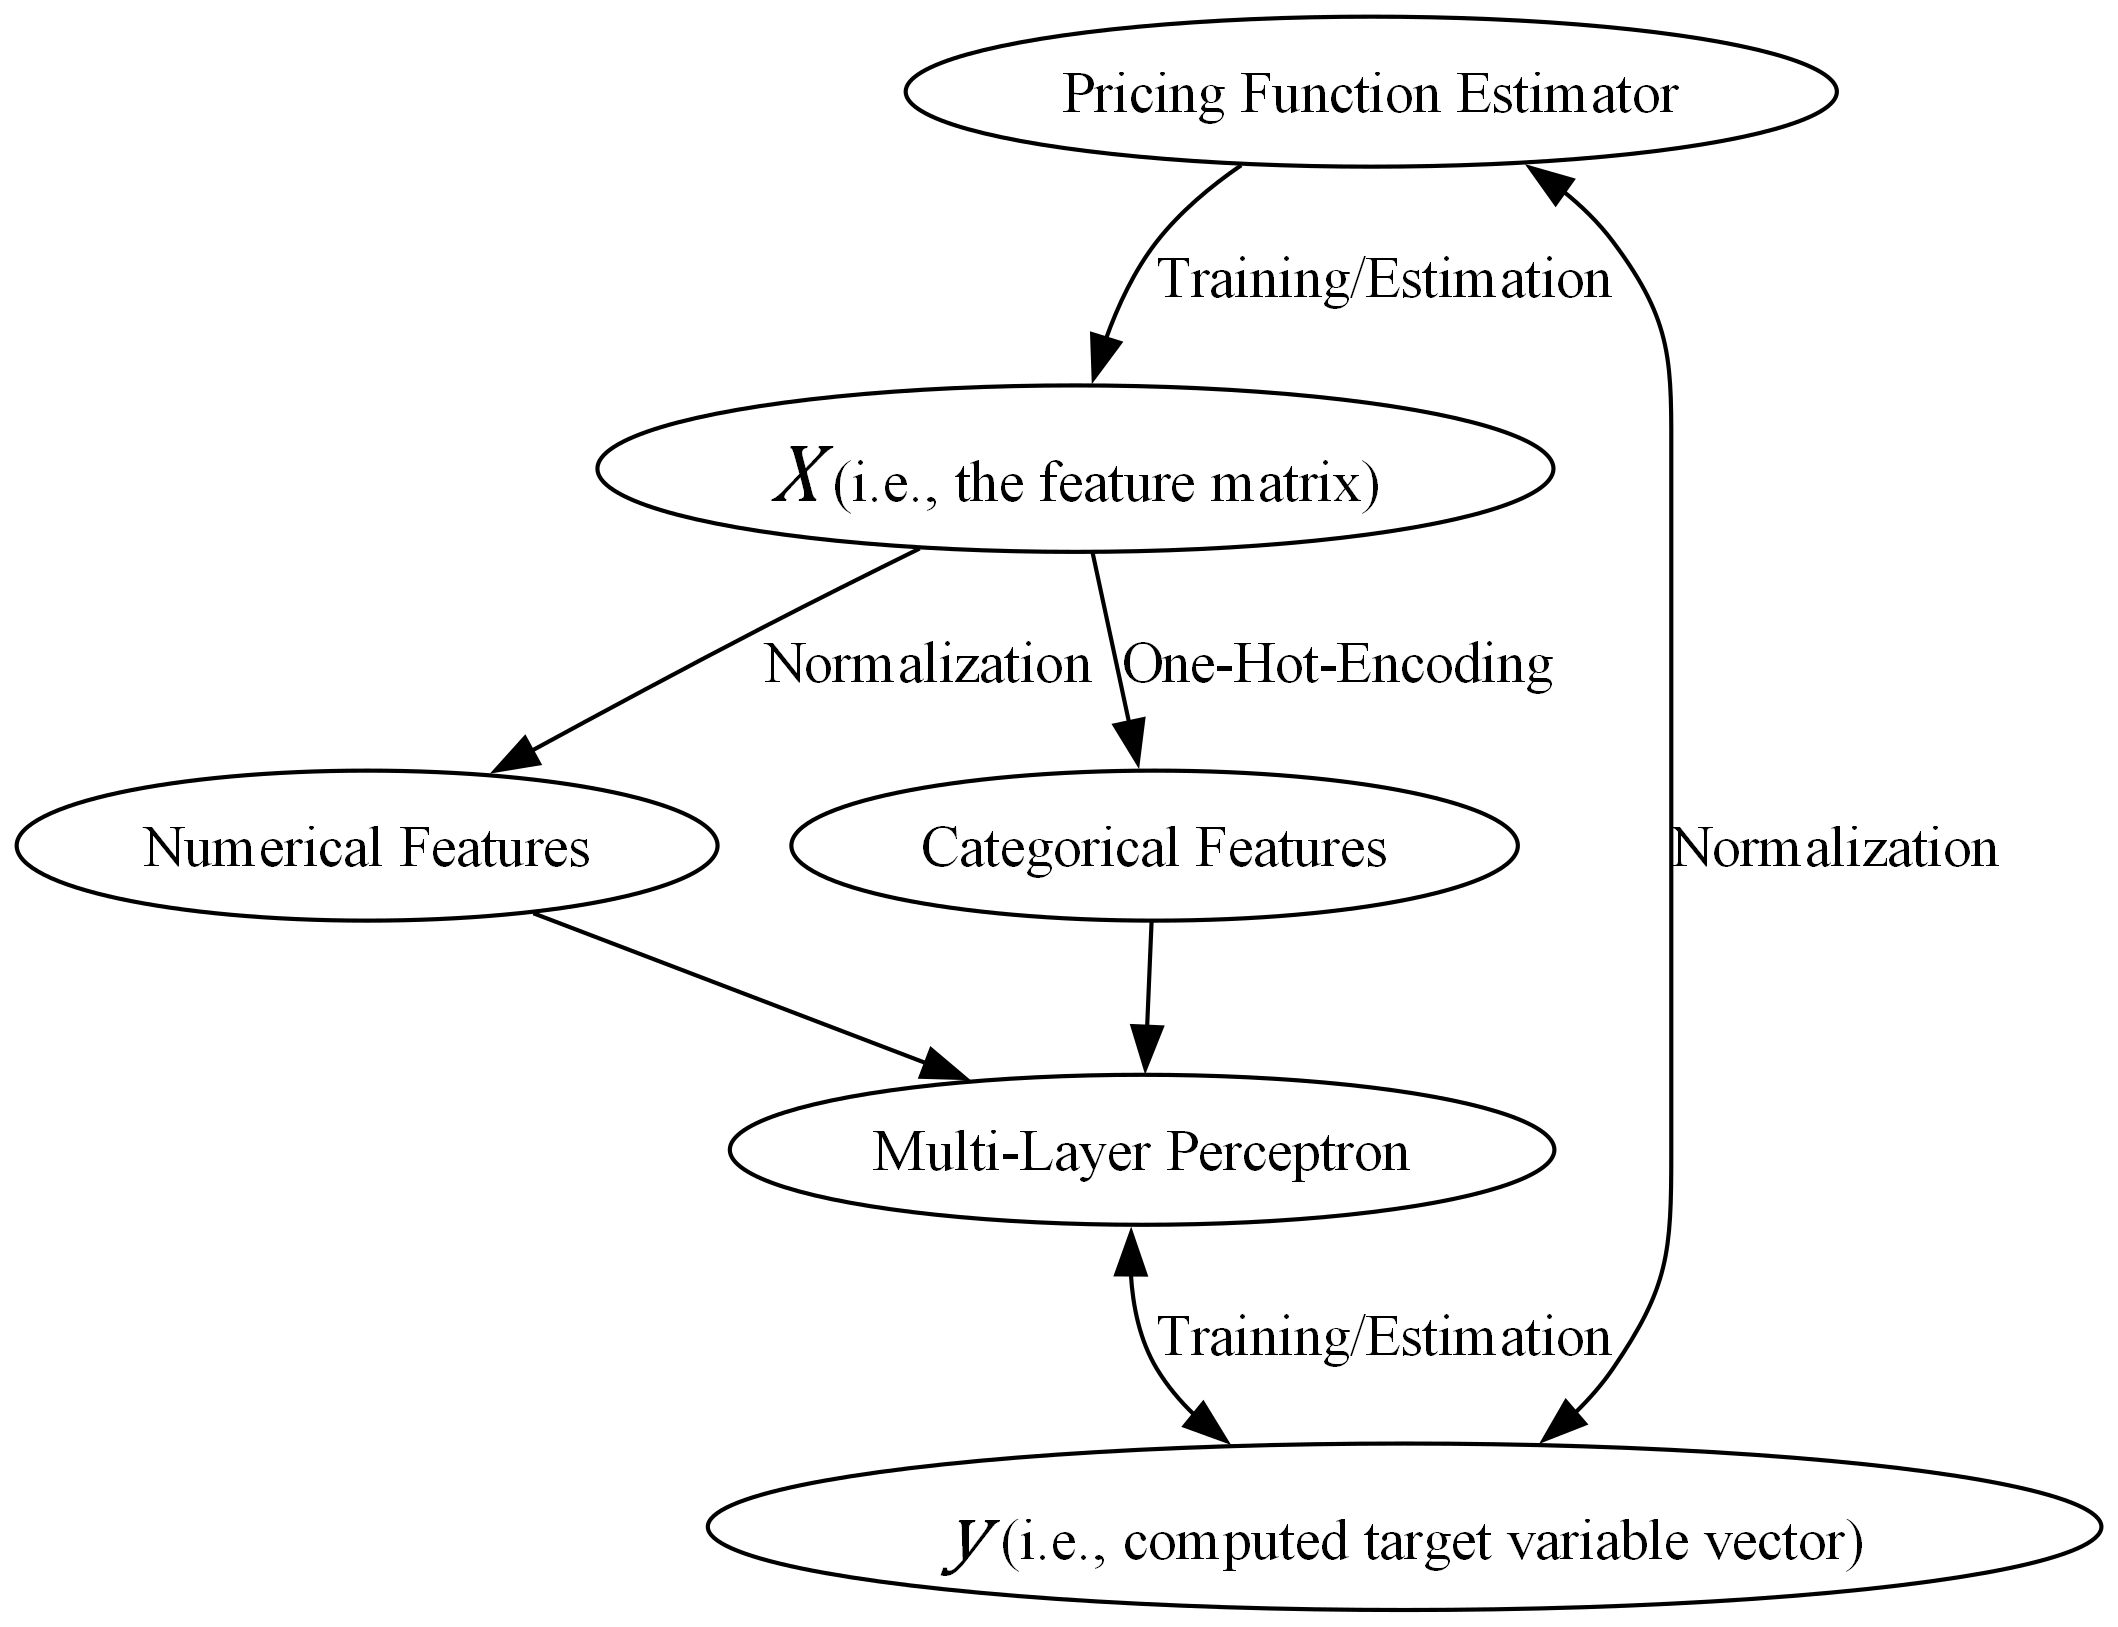 Pricing Function Estimator
Training/Estimation
X (i.e., the feature matrix)
Normalization
One-Hot-Encoding
Numerical Features
Categorical Features
Normalization
Multi-Layer Perceptron
Training/Estimation
y (i.e., computed target variable vector)